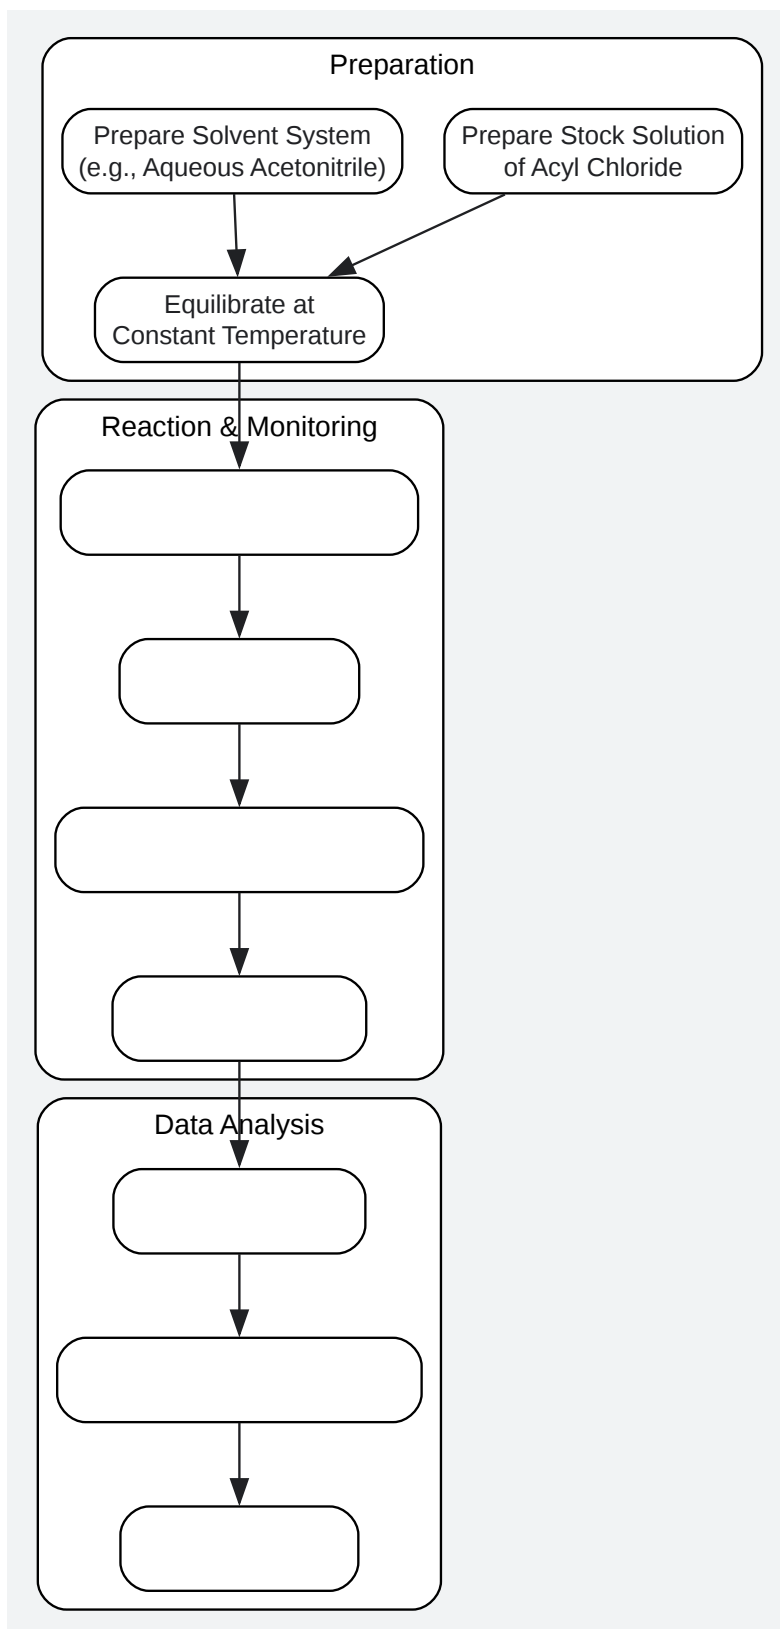 Preparation
Prepare Solvent System
(e.g., Aqueous Acetonitrile)
Prepare Stock Solution
of Acyl Chloride
Equilibrate at
Constant Temperature
Reaction & Monitoring
Data Analysis